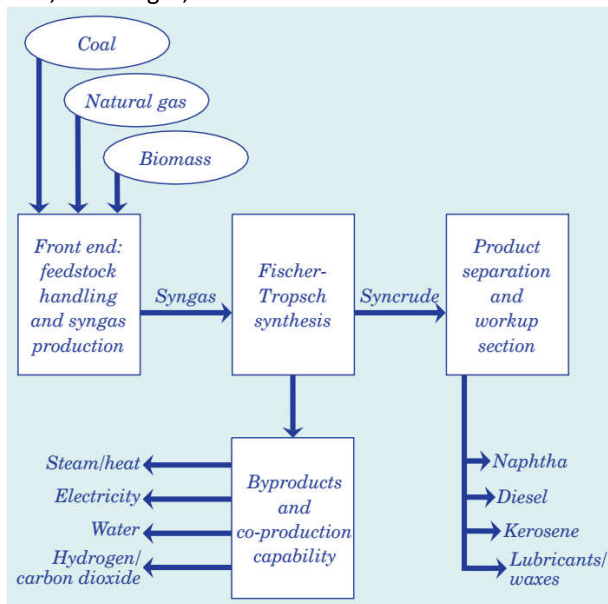 Coal
Natural gas
Biomass
Front end:
feedstock
handling
and syngas
production
Syngas
Fischer-
Tropsch
synthesis
Syncrude
Product
separation
and
workup
section
Steam/heat
Electricity
Water
Hydrogen/
carbon dioxide
Byproducts
and
co-production
capability
Naphtha
Diesel
Kerosene
Lubricants/
waxes